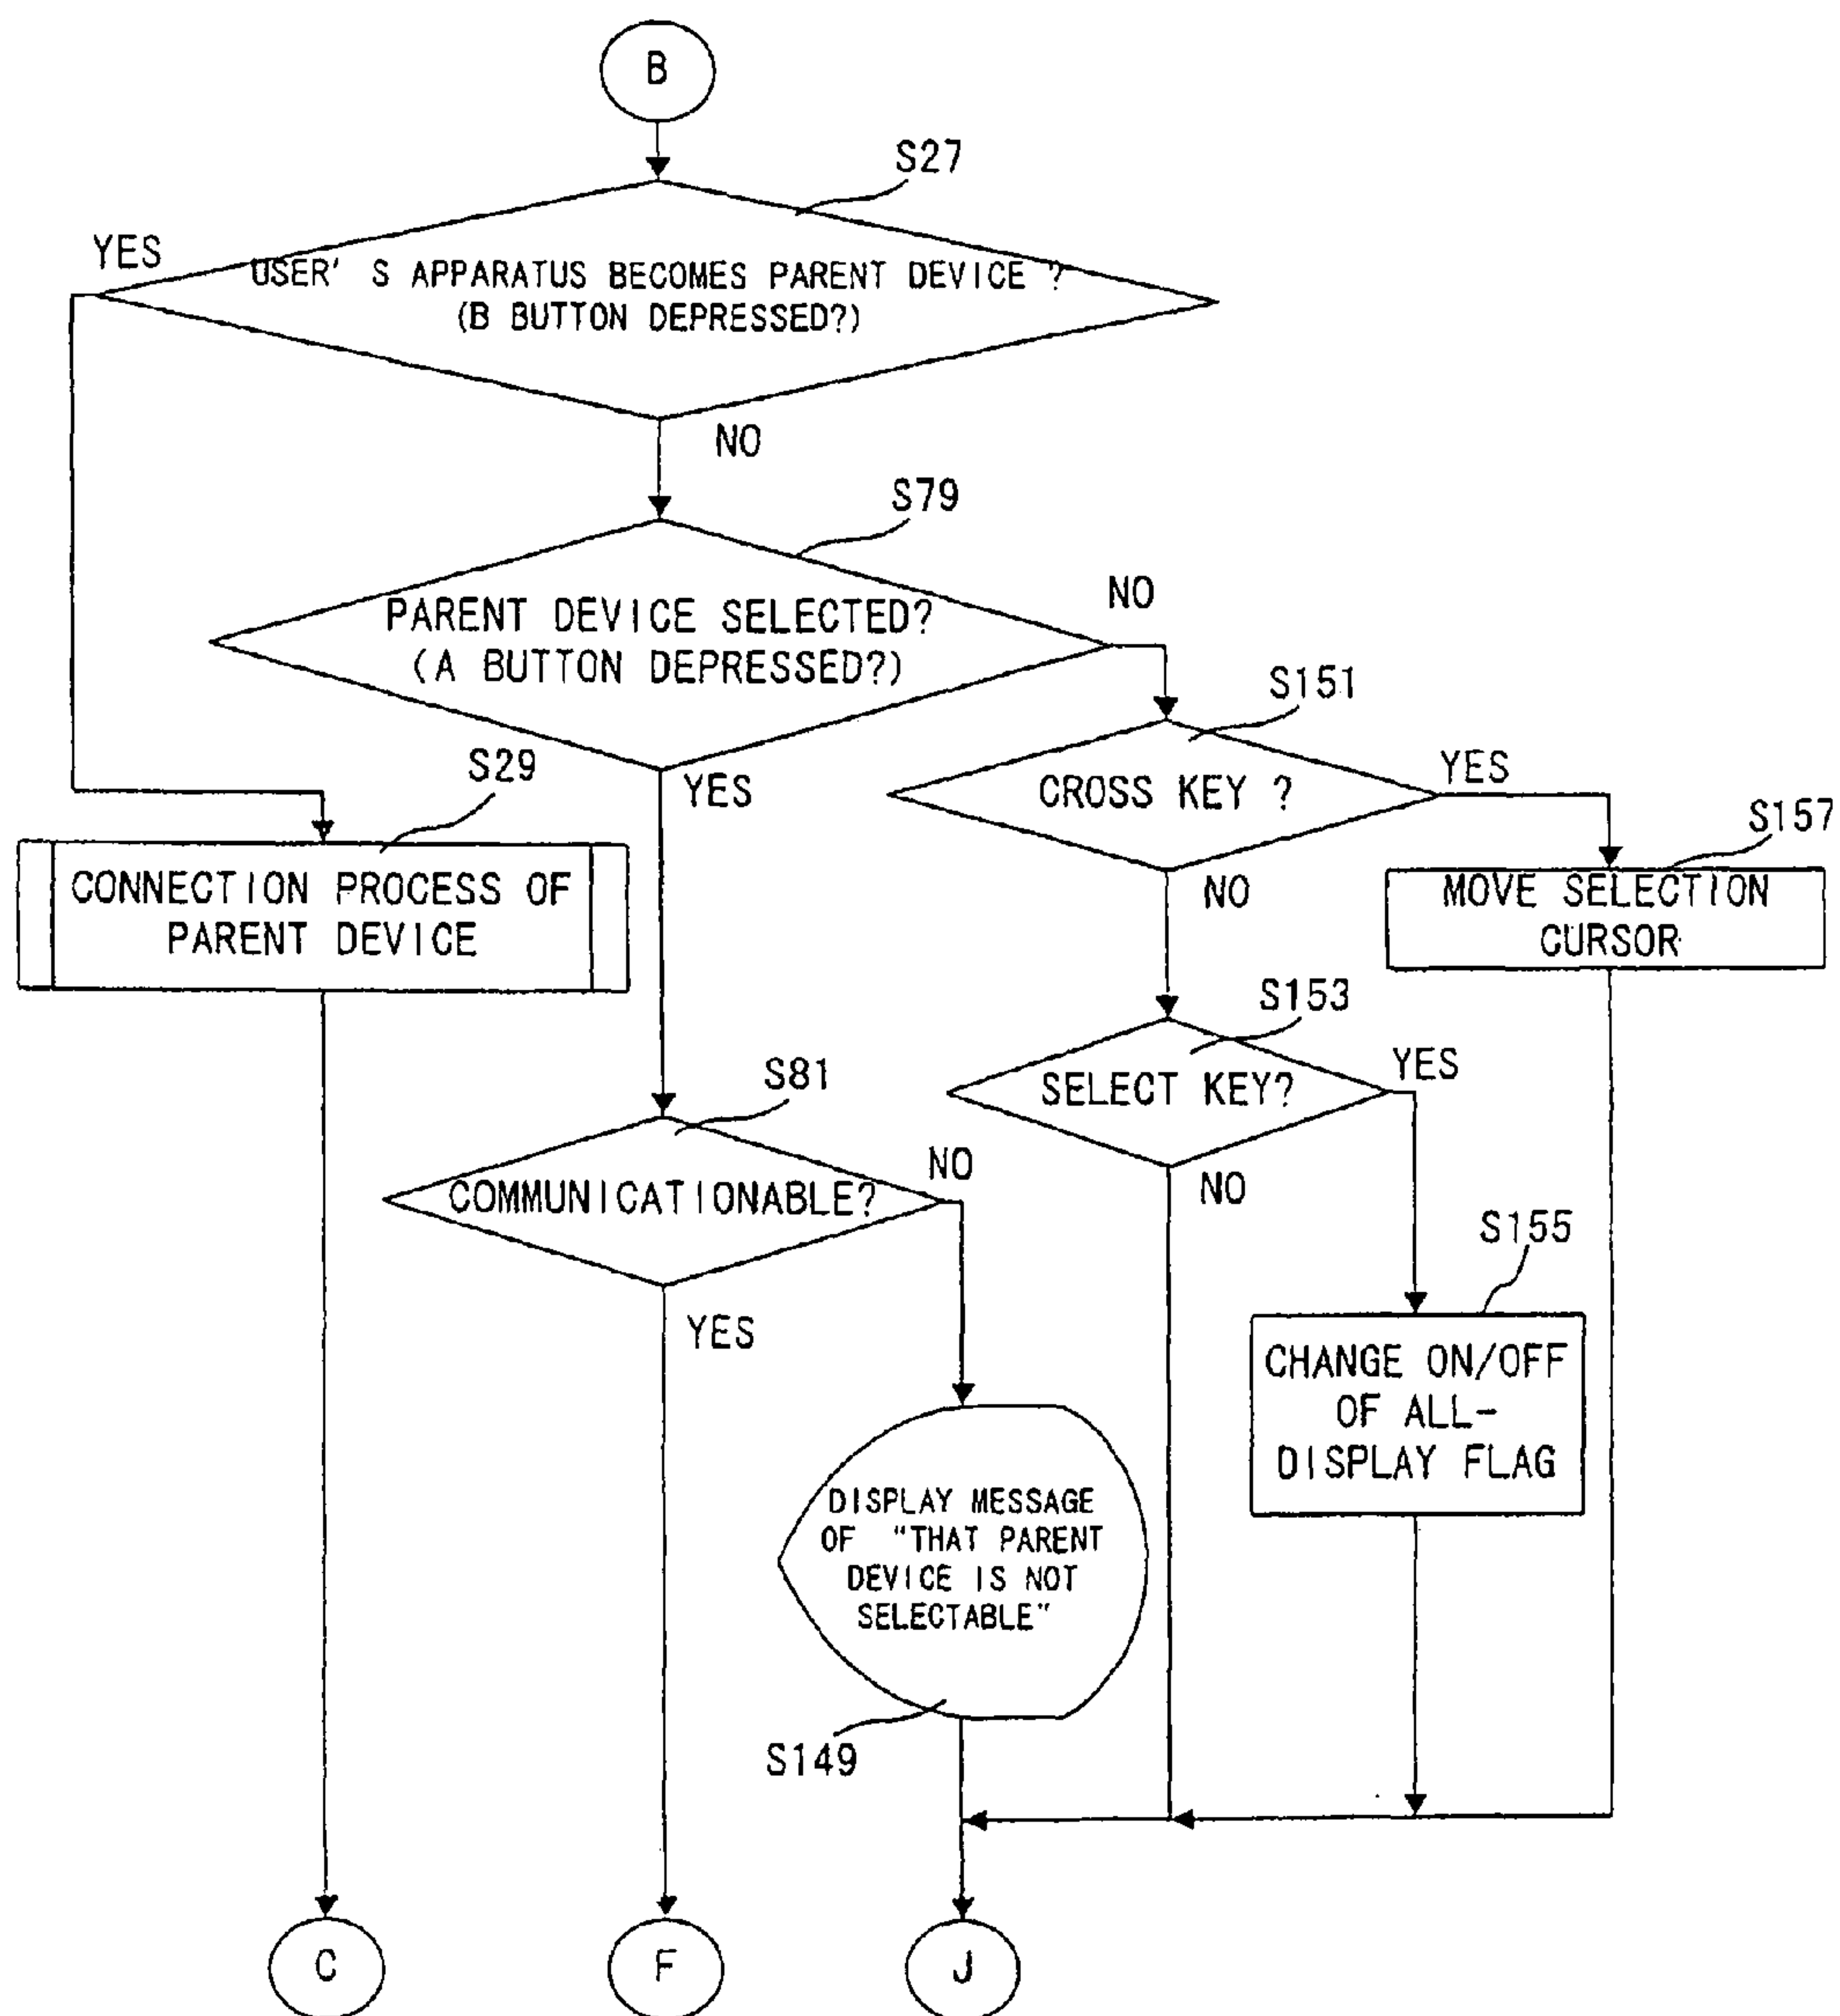 B
S27
YES
USER' S APPARATUS BECOMES PARENT DEVICE ?
(B BUTTON DEPRESSED?)
NO
S79
PARENT DEVICE SELECTED?
(A BUTTON DEPRESSED?)
NO
YES
S151
CROSS KEY ?
YES
NO
S29
CONNECTION PROCESS OF
PARENT DEVICE
S157
MOVE SELECTION
CURSOR
S153
SELECT KEY?
YES
NO
S81
COMMUNICATIONABLE?
NO
YES
S155
CHANGE ON/OFF
OF ALL-
DISPLAY FLAG
DISPLAY MESSAGE
OF "THAT PARENT
DEVICE IS NOT
SELECTABLE"
S149
C
F
J